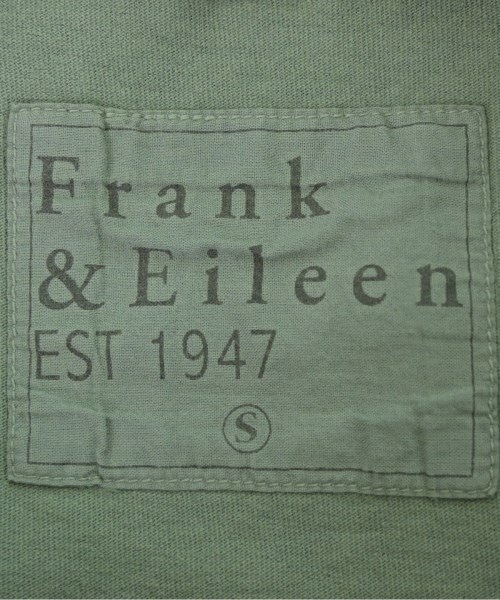 Frank
& Eileen
EST 1947
S